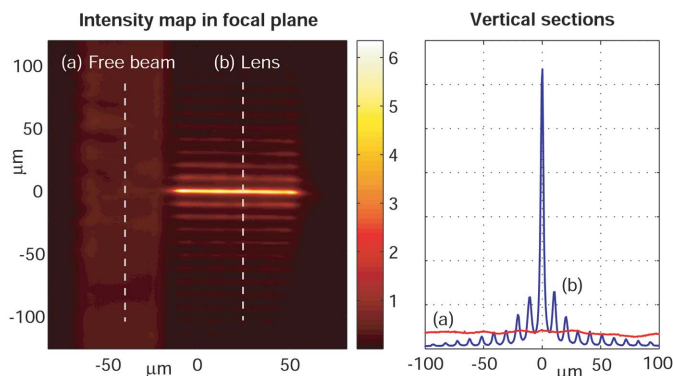 Intensity map in focal plane
Vertical sections
100
50
0
-50
-100
μm
(a) Free beam
(b) Lens
-50
0
50
μm
6
5
4
3
2
1
(a)
(b)
-100
-50
0
50
100
μm